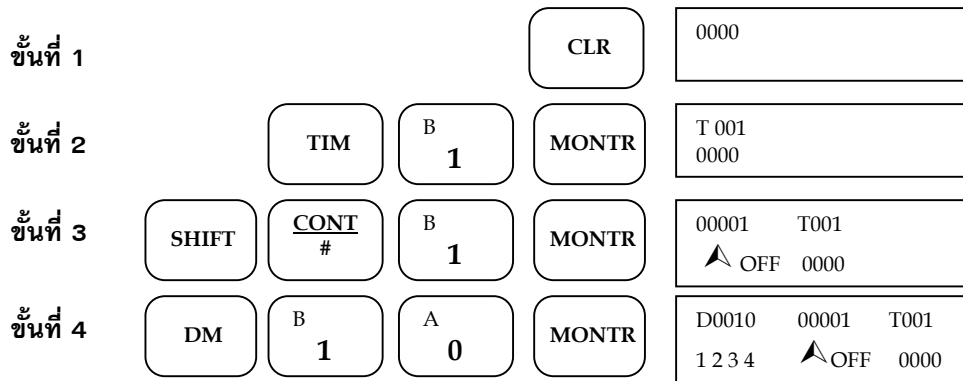 ขั้นที่ 1
CLR
0000
ขั้นที่ 2
TIM
B
1
MONTR
T 001
0000
ขั้นที่ 3
SHIFT
CONT
#
B
1
MONTR
00001 T001
OFF 0000
ขั้นที่ 4
DM
B
1
A
0
MONTR
D0010 00001 T001
1 2 3 4 OFF 0000